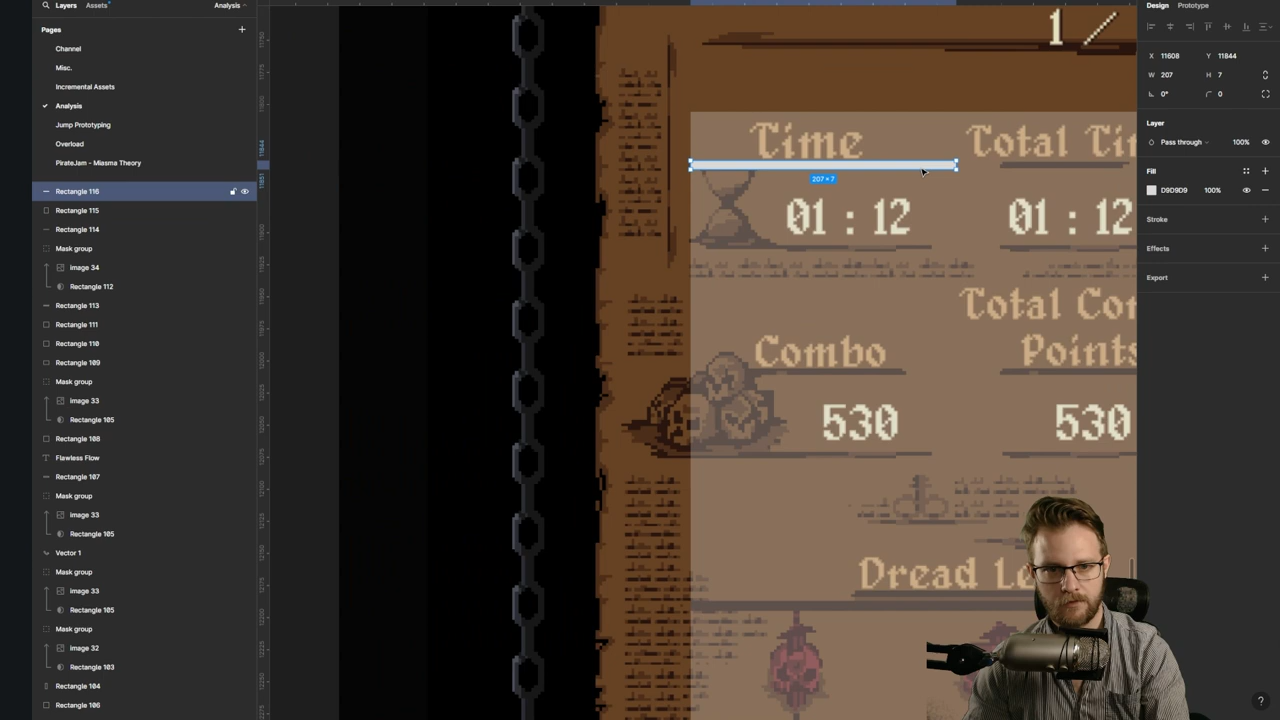 Layers
Assets
Analysis
Pages
Channel
Misc.
Incremental Assets
Analysis
Jump Prototyping
Overload
PirateJam - Miasma Theory
Rectangle 116
Rectangle 115
Rectangle 114
Mask group
image 34
Rectangle 112
Rectangle 113
Rectangle 111
Rectangle 110
Rectangle 109
Mask group
image 33
Rectangle 105
Rectangle 108
Flawless Flow
Rectangle 107
Mask group
image 33
Rectangle 105
Vector 1
Mask group
image 33
Rectangle 105
Mask group
image 32
Rectangle 103
Rectangle 104
Rectangle 106
1 /
Time
Total Tim
207 × 7
01 : 12
01 : 12
Total Com
Combo
Points
530
530
Dread Lo
Design
Prototype
X 11608
Y 11844
W 207
H 7
0°
0
Layer
Pass through
100%
Fill
D9D9D9
100%
Stroke
Effects
Export
?